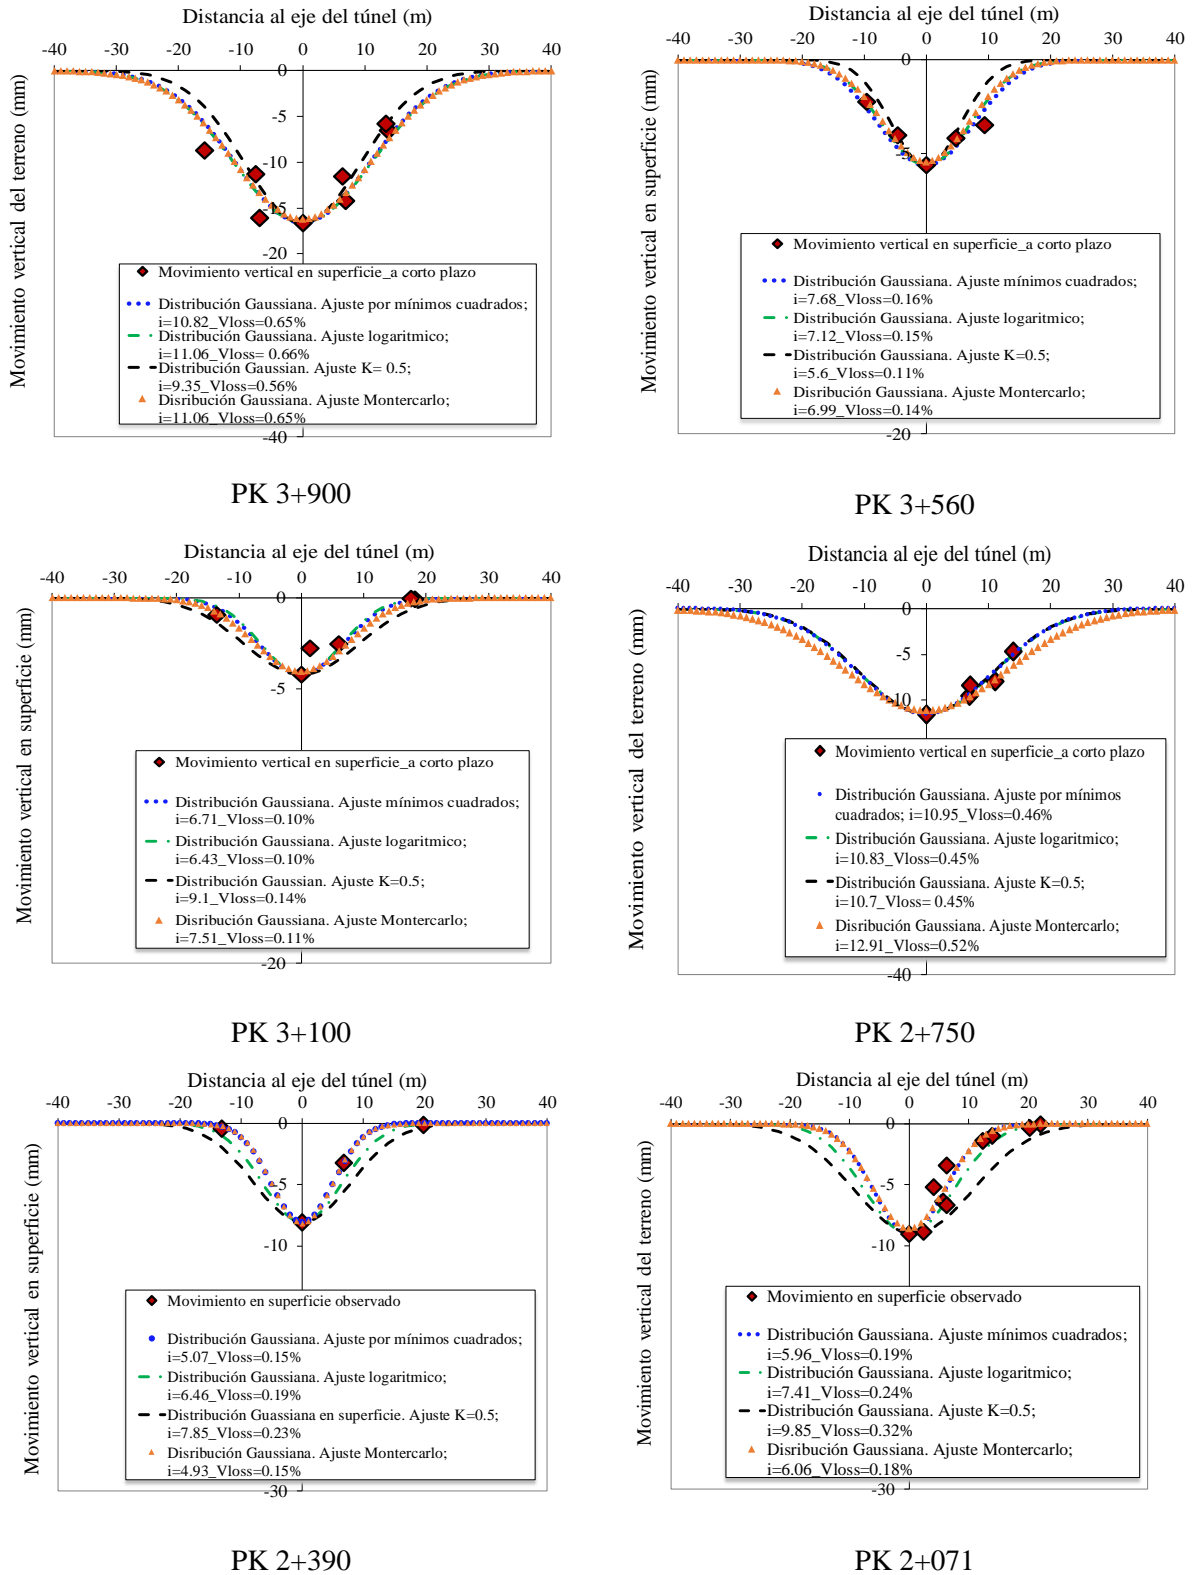 Distancia al eje del túnel (m)
-40 -30 -20 -10 0 10 20 30 40
0
-5
-10
-15
-20
-40
Movimiento vertical del terreno (mm)
Movimiento vertical en superficie_a corto plazo
Distribución Gaussiana. Ajuste por mínimos cuadrados;
i=10.82_Vloss=0.65%
Distribución Gaussiana. Ajuste logaritmico;
i=11.06_Vloss= 0.66%
Distribución Gaussian. Ajuste K= 0.5;
i=9.35_Vloss=0.56%
Disribución Gaussiana. Ajuste Montercarlo;
i=11.06_Vloss=0.65%
PK 3+900
Distancia al eje del túnel (m)
-40 -30 -20 -10 0 10 20 30 40
0
-5
-20
Movimiento vertical en superficie (mm)
Movimiento vertical en superficie_a corto plazo
Distribución Gaussiana. Ajuste mínimos cuadrados;
i=7.68_Vloss=0.16%
Distribución Gaussiana. Ajuste logaritmico;
i=7.12_Vloss=0.15%
Distribución Gaussiana. Ajuste K=0.5;
i=5.6_Vloss=0.11%
Disribución Gaussiana. Ajuste Montercarlo;
i=6.99_Vloss=0.14%
PK 3+560
Distancia al eje del túnel (m)
-40 -30 -20 -10 0 10 20 30 40
0
-5
-20
Movimiento vertical en superficie (mm)
Movimiento vertical en superficie_a corto plazo
Distribución Gaussiana. Ajuste mínimos cuadrados;
i=6.71_Vloss=0.10%
Distribución Gaussiana. Ajuste logaritmico;
i=6.43_Vloss=0.10%
Distribución Gaussian. Ajuste K=0.5;
i=9.1_Vloss=0.14%
Disribución Gaussiana. Ajuste Montercarlo;
i=7.51_Vloss=0.11%
PK 3+100
Distancia al eje del túnel (m)
-40 -30 -20 -10 0 10 20 30 40
0
-5
-10
-40
Movimiento vertical del terreno (mm)
Movimiento vertical en superficie_a corto plazo
Distribución Gaussiana. Ajuste por mínimos
cuadrados; i=10.95_Vloss=0.46%
Distribución Gaussiana. Ajuste logaritmico;
i=10.83_Vloss=0.45%
Distribución Gaussiana. Ajuste K=0.5;
i=10.7_Vloss= 0.45%
Disribución Gaussiana. Ajuste Montercarlo;
i=12.91_Vloss=0.52%
PK 2+750
Distancia al eje del túnel (m)
-40 -30 -20 -10 0 10 20 30 40
0
-5
-10
-30
Movimiento vertical en superficie (mm)
Movimiento en superficie observado
Distribución Gaussiana. Ajuste por mínimos cuadrados;
i=5.07_Vloss=0.15%
Distribución Gaussiana. Ajuste logaritmico;
i=6.46_Vloss=0.19%
Distribución Guassiana en superficie. Ajuste K=0.5;
i=7.85_Vloss=0.23%
Disribución Gaussiana. Ajuste Montercarlo;
i=4.93_Vloss=0.15%
PK 2+390
Distancia al eje del túnel (m)
-40 -30 -20 -10 0 10 20 30 40
0
-5
-10
-30
Movimiento vertical del terreno (mm)
Movimiento en superficie observado
Distribución Gaussiana. Ajuste mínimos cuadrados;
i=5.96_Vloss=0.19%
Distribución Gaussiana. Ajuste logaritmico;
i=7.41_Vloss=0.24%
Distribución Gaussiana. Ajuste K=0.5;
i=9.85_Vloss=0.32%
Disribución Gaussiana. Ajuste Montercarlo;
i=6.06_Vloss=0.18%
PK 2+071